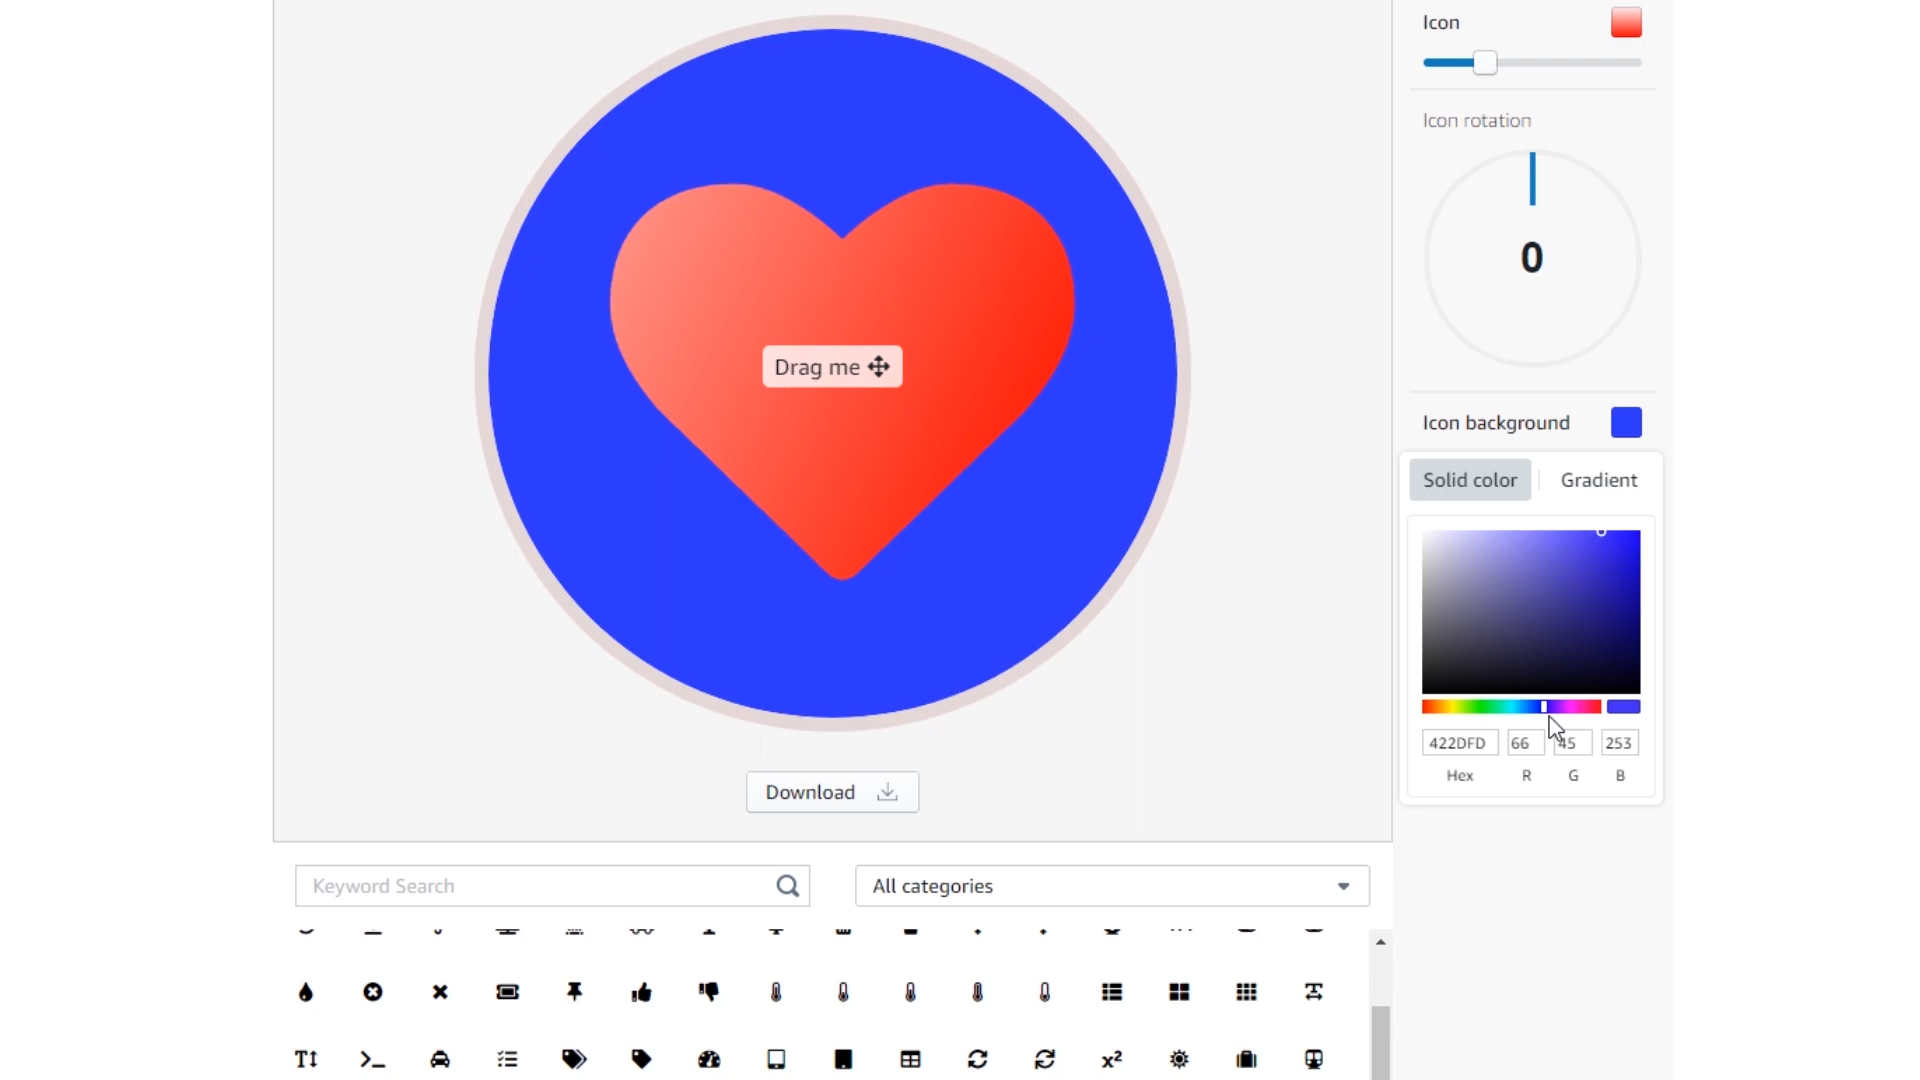 Icon
Icon rotation
0
Icon background
Solid color
Gradient
422DFD
66
45
253
Hex
R
G
B
Drag me
Download
Keyword Search
All categories